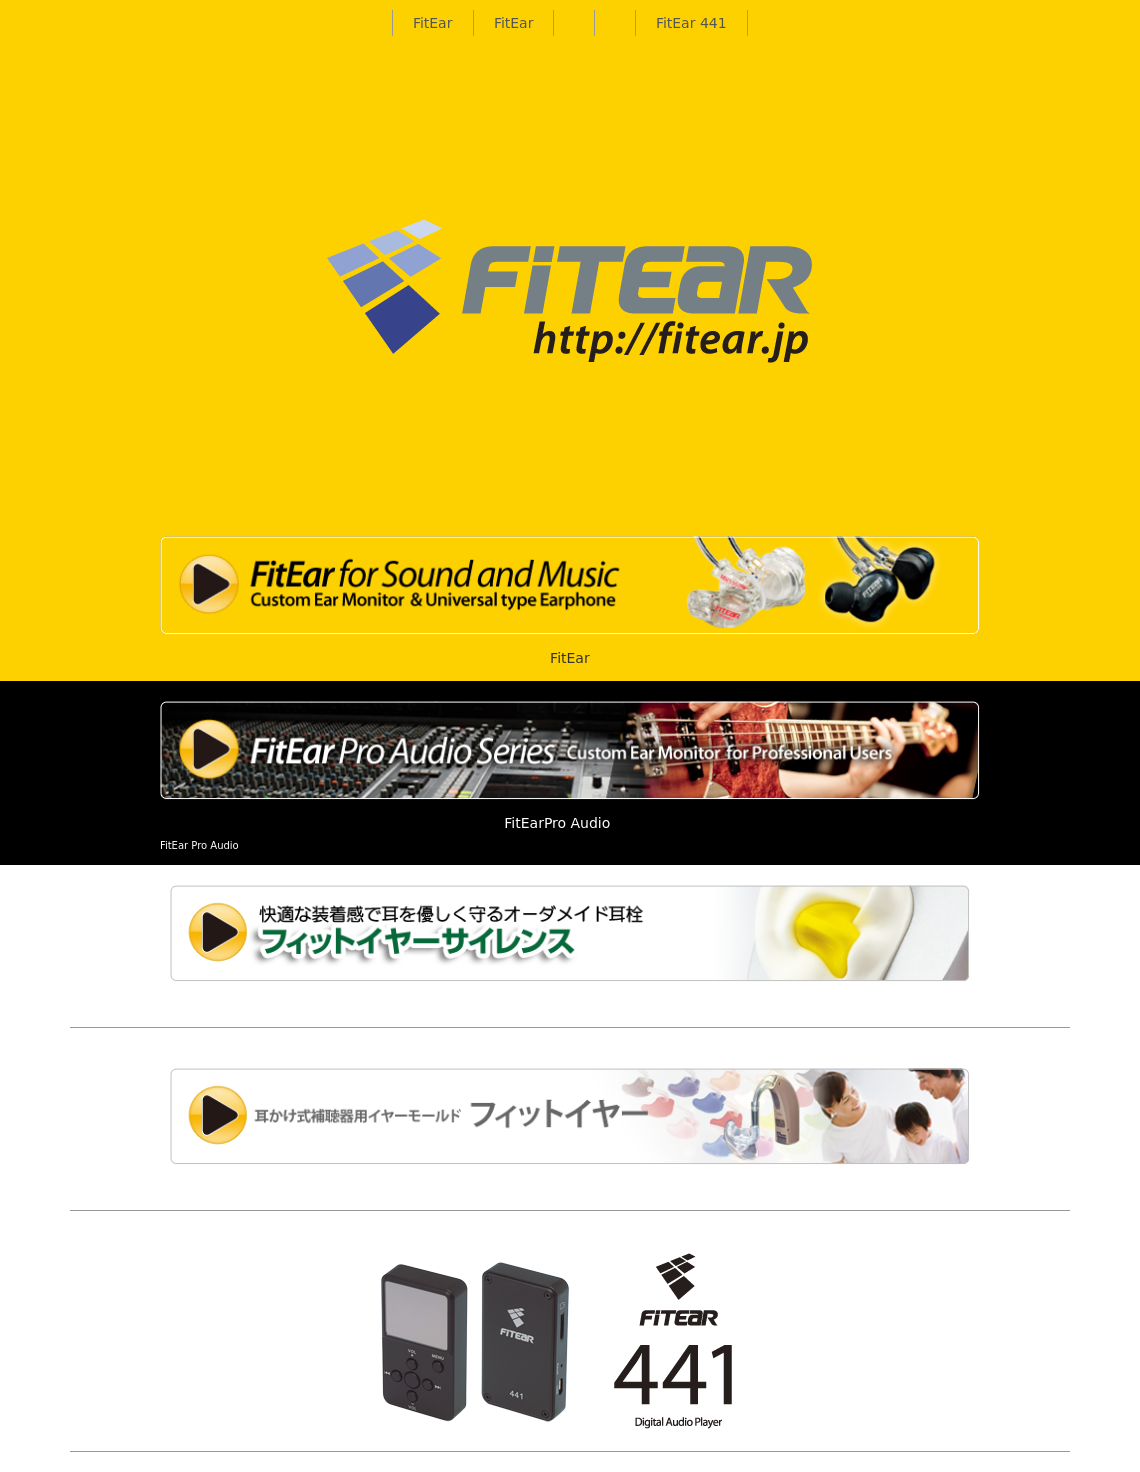 FitEar
FitEar
FitEar 441
FiTEaR
http://fitear.jp
FitEar for Sound and Music
Custom Ear Monitor & Universal type Earphone
FitEar
FitEar Pro Audio Series Custom Ear Monitor for Professional Users
FitEarPro Audio
FitEar Pro Audio
快適な装着感で耳を優しく守るオーダメイド耳栓
フィットイヤーサイレンス
耳かけ式補聴器用イヤーモールド フィットイヤー
VOL
MENU
VOL
FiTEaR
441
FiTEaR
441
Digital Audio Player